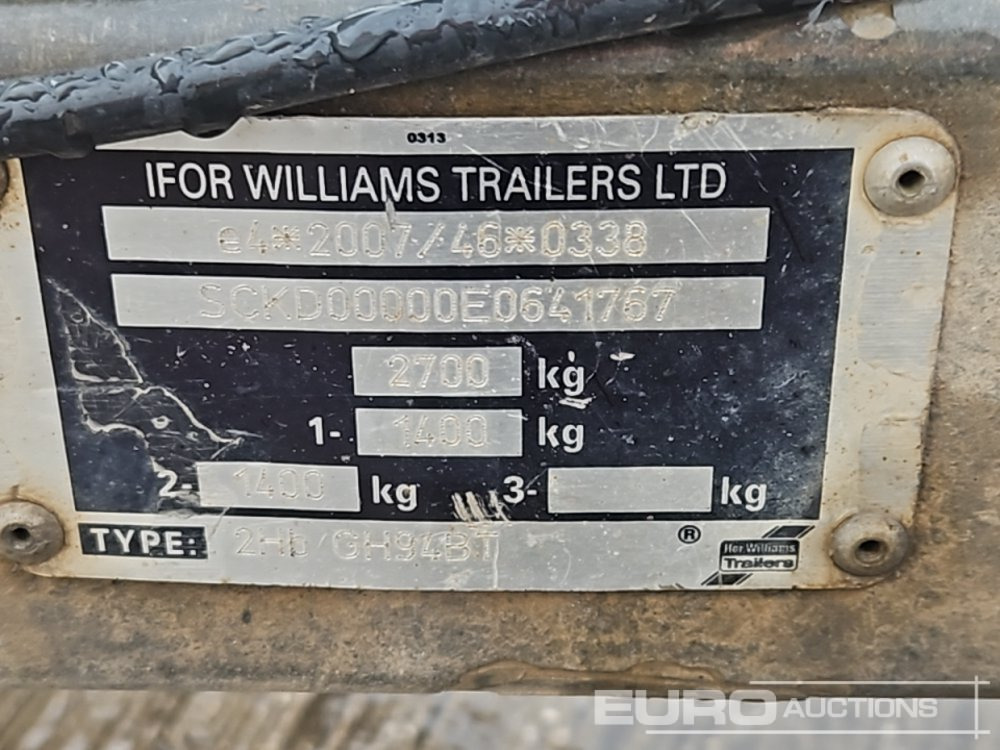 0313
IFOR WILLIAMS TRAILERS LTD
e4*2007/46*0338
SCKD00000E0641767
2700 kg
1- 1400 kg
2- 1400 kg 3- kg
TYPE: 2Hb/GH94BT ®
Ifor Williams
Trailers
EURO AUCTIONS